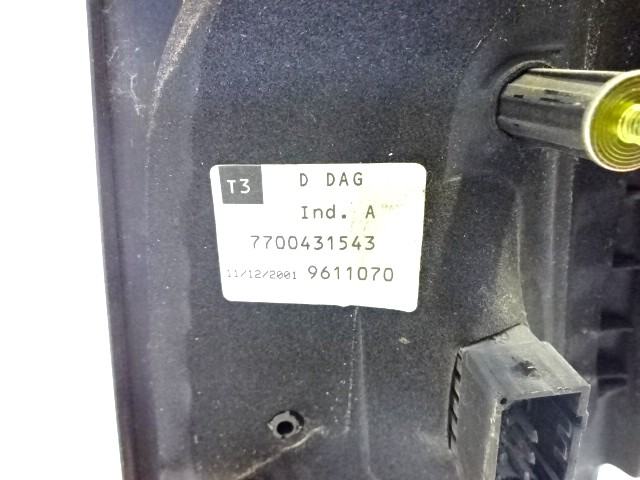 T3 D DAG
Ind. A
7700431543
11/12/2001 9611070